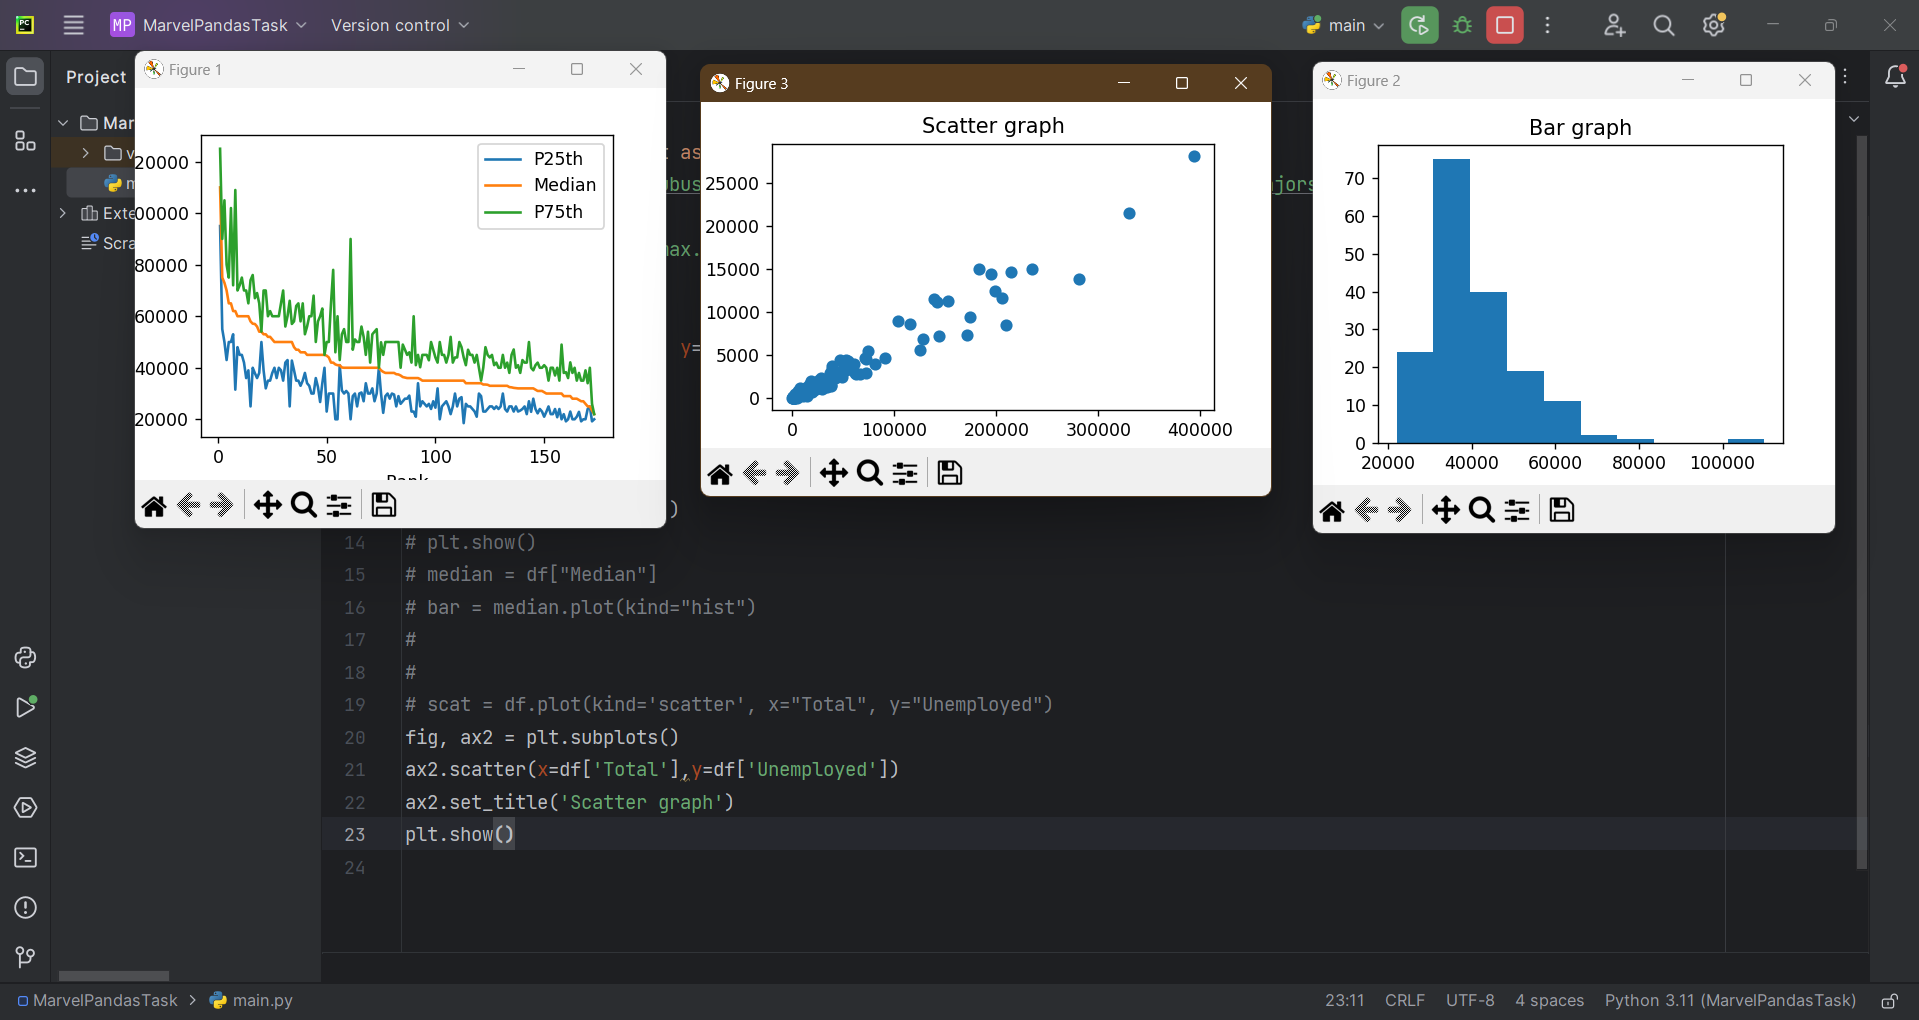 MP MarvelPandasTask Version control main
Project
Mar
Exte
Scra
Figure 1
P25th
Median
P75th
20000
00000
80000
60000
40000
20000
0 50 100 150
Figure 3
Scatter graph
25000
20000
15000
10000
5000
0
0 100000 200000 300000 400000
Figure 2
Bar graph
70
60
50
40
30
20
10
0
20000 40000 60000 80000 100000
as
bus
jors
max.
y=
)
14 # plt.show()
15 # median = df["Median"]
16 # bar = median.plot(kind="hist")
17 #
18 #
19 # scat = df.plot(kind='scatter', x="Total", y="Unemployed")
20 fig, ax2 = plt.subplots()
21 ax2.scatter(x=df['Total'],y=df['Unemployed'])
22 ax2.set_title('Scatter graph')
23 plt.show()
24
MarvelPandasTask > main.py 23:11 CRLF UTF-8 4 spaces Python 3.11 (MarvelPandasTask)